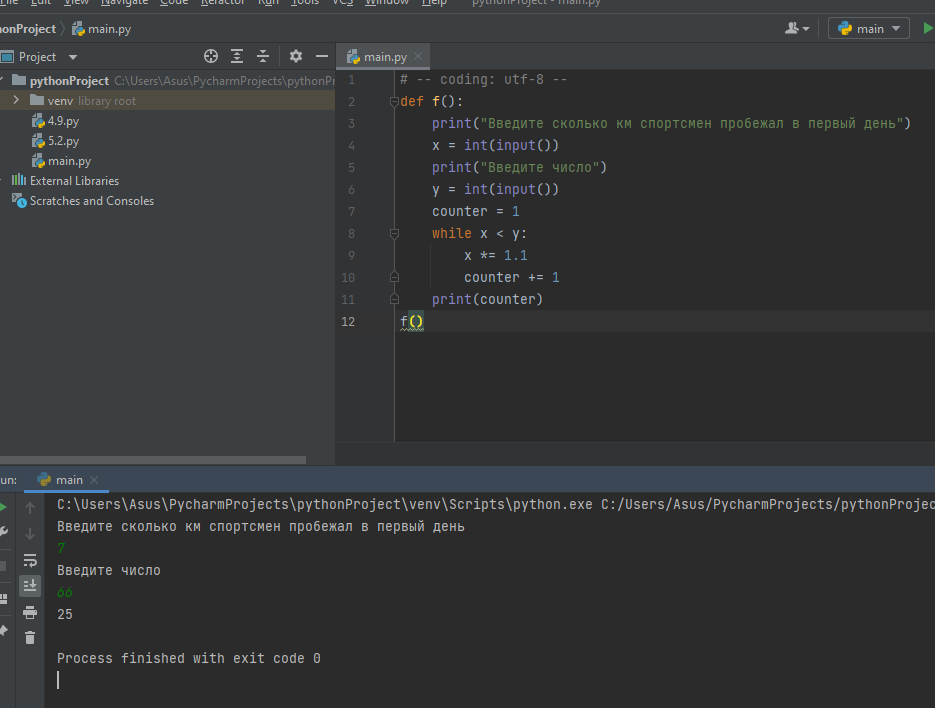 File Edit View Navigate Code Refactor Run Tools VCS Window Help pythonProject - main.py
pythonProject main.py
main
Project
main.py
pythonProject C:\Users\Asus\PycharmProjects\pythonPr
venv library root
4.9.py
5.2.py
main.py
External Libraries
Scratches and Consoles
1 # -- coding: utf-8 --
2 def f():
3 print("Введите сколько км спортсмен пробежал в первый день")
4 x = int(input())
5 print("Введите число")
6 y = int(input())
7 counter = 1
8 while x < y:
9 x *= 1.1
10 counter += 1
11 print(counter)
12 f()
un: main
C:\Users\Asus\PycharmProjects\pythonProject\venv\Scripts\python.exe C:/Users/Asus/PycharmProjects/pythonProjec
Введите сколько км спортсмен пробежал в первый день
7
Введите число
66
25
Process finished with exit code 0